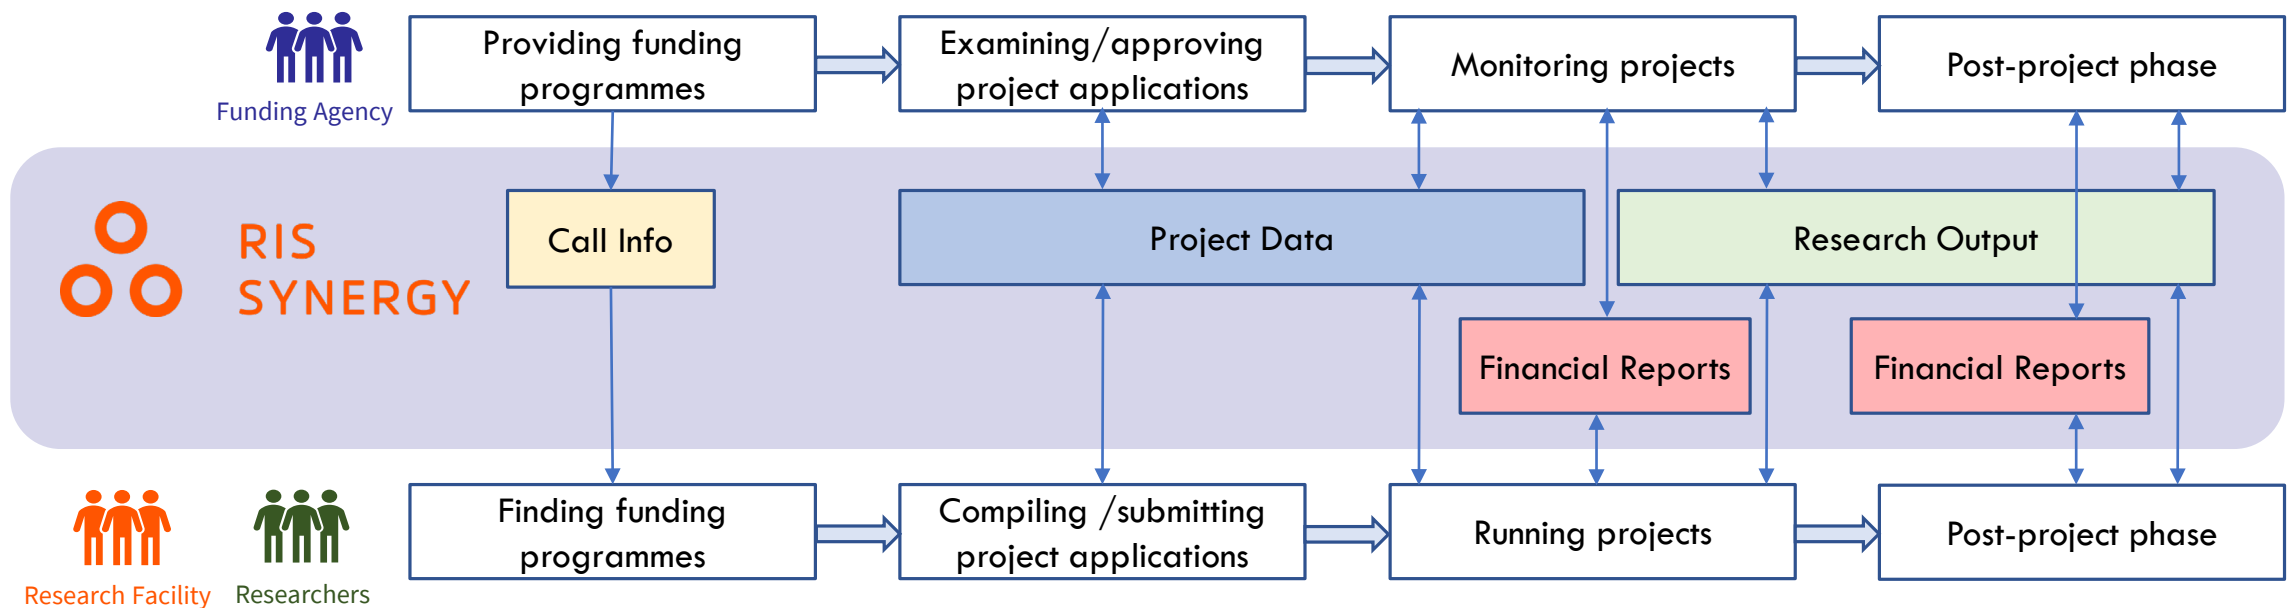 Funding Agency
Providing funding
programmes
Examining/approving
project applications
Monitoring projects
Post-project phase
RIS
SYNERGY
Call Info
Project Data
Research Output
Financial Reports
Financial Reports
Research Facility
Researchers
Finding funding
programmes
Compiling /submitting
project applications
Running projects
Post-project phase